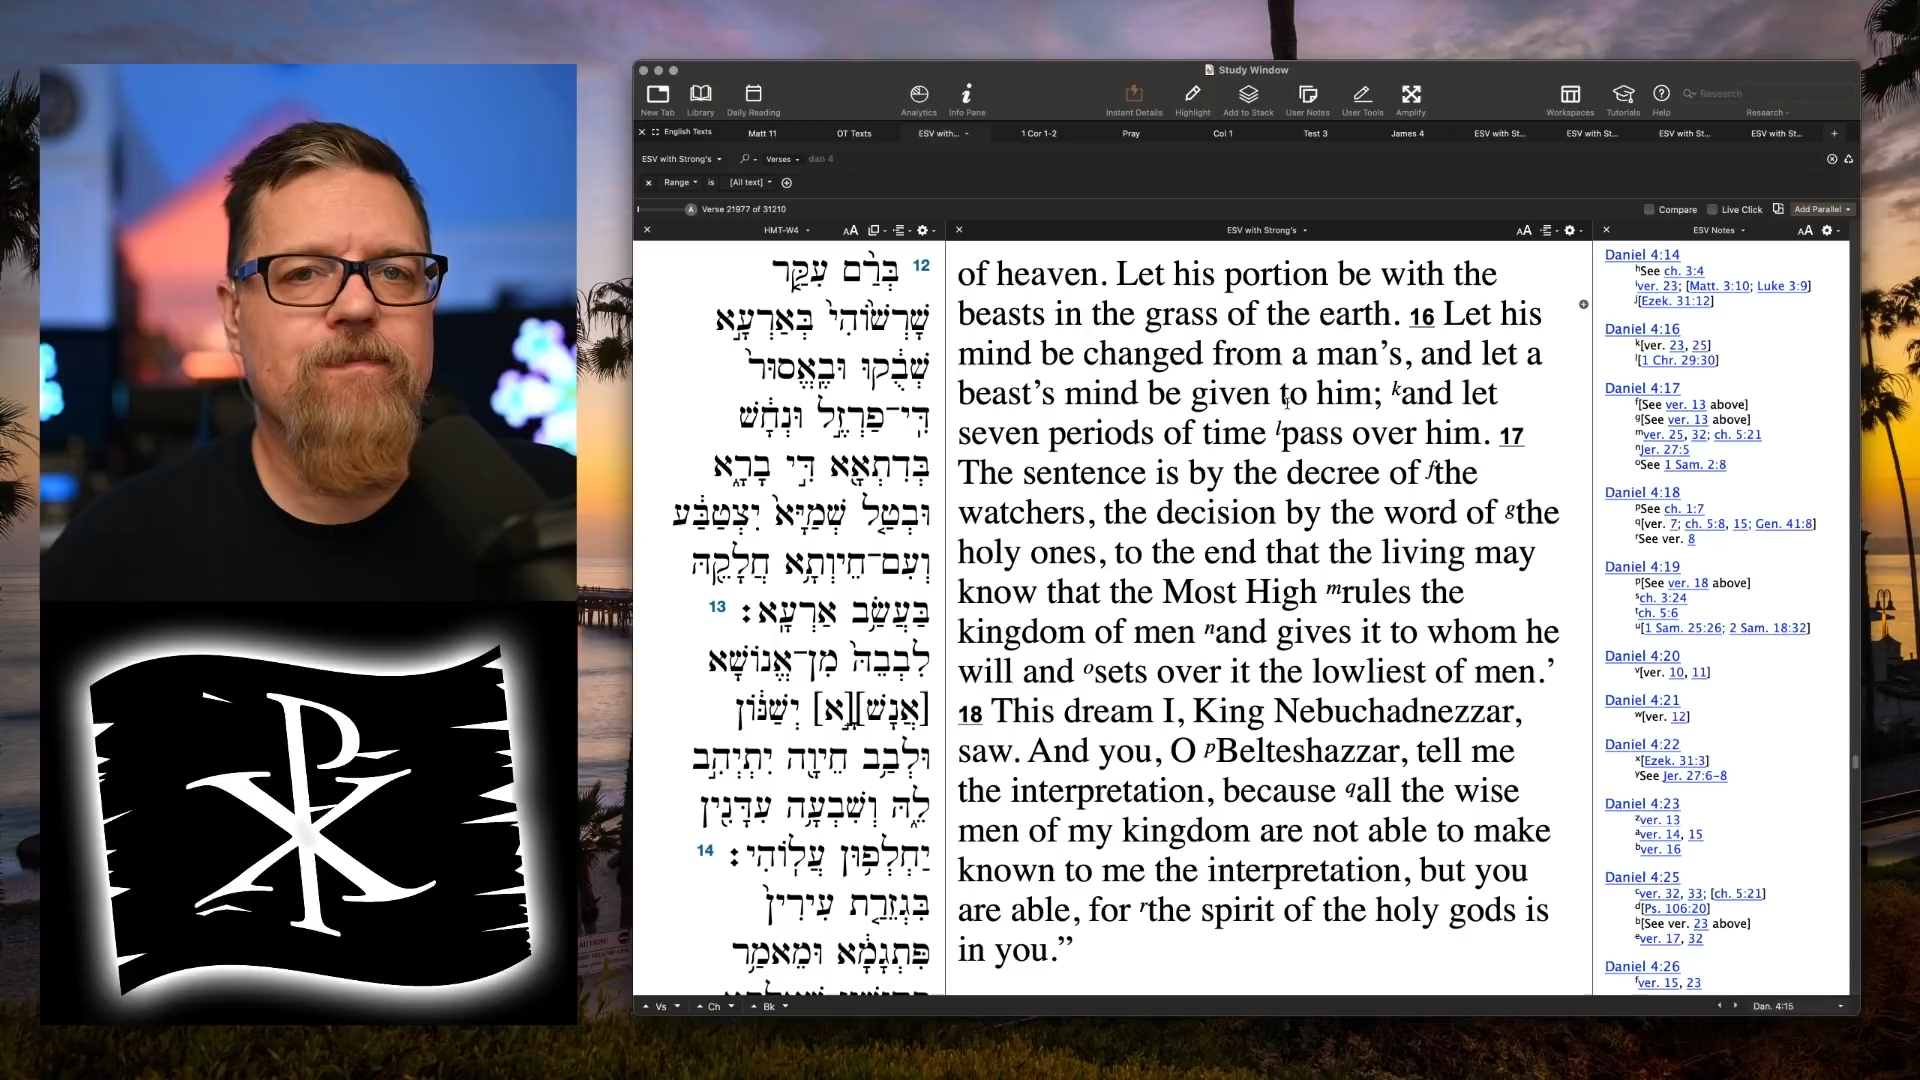 Study Window
New Tab
Library
Daily Reading
Analytics
Info Pane
Instant Details
Highlight
Add to Stack
User Notes
User Tools
Amplify
Workspaces
Tutorials
Help
Research
Research
English Texts
Matt 11
OT Texts
ESV with...
1 Cor 1-2
Pray
Col 1
Test 3
James 4
ESV with St...
ESV with St...
ESV with St...
ESV with St...
ESV with Strong's
Verses
dan 4
Range
is
[All text]
Verse 21977 of 31210
Compare
Live Click
Add Parallel
HMT-W4
12 בְּרַ֨ם עִקַּ֤ר
שָׁרְשׁ֙וֹהִי֙ בְּאַרְעָ֣א
שְׁבֻ֔קוּ וּבֶֽאֱסוּר֙
דִּֽי־פַרְזֶ֣ל וּנְחָ֔שׁ
בְּדִתְאָ֖א דִּ֣י בָרָ֑א
וּבְטַ֤ל שְׁמַיָּא֙ יִצְטַבַּ֔ע
וְעִם־חֵיוְתָ֥א חֲלָקֵ֖הּ
בַּעֲשַׂ֥ב אַרְעָֽא׃ 13
לִבְבֵהּ֙ מִן־אֲנוֹשָׁ֣א
[אֲנָשׁ][ָא֣] יְשַׁנּ֔וֹן
וּלְבַ֥ב חֵיוָ֖ה יִתְיְהִ֣ב
לֵ֑הּ וְשִׁבְעָ֥ה עִדָּנִ֖ין
יַחְלְפ֥וּן עֲלֽוֹהִי׃ 14
בִּגְזֵרַ֤ת עִירִין֙
פִּתְגָמָ֔א וּמֵאמַ֥ר
ESV with Strong's
of heaven. Let his portion be with the
beasts in the grass of the earth. 16 Let his
mind be changed from a man’s, and let a
beast’s mind be given to him; kand let
seven periods of time lpass over him. 17
The sentence is by the decree of fthe
watchers, the decision by the word of gthe
holy ones, to the end that the living may
know that the Most High mrules the
kingdom of men nand gives it to whom he
will and osets over it the lowliest of men.’
18 This dream I, King Nebuchadnezzar,
saw. And you, O pBelteshazzar, tell me
the interpretation, because qall the wise
men of my kingdom are not able to make
known to me the interpretation, but you
are able, for rthe spirit of the holy gods is
in you.”
ESV Notes
Daniel 4:14
hSee ch. 3:4
iver. 23; [Matt. 3:10; Luke 3:9]
j[Ezek. 31:12]
Daniel 4:16
k[ver. 23, 25]
l[1 Chr. 29:30]
Daniel 4:17
f[See ver. 13 above]
g[See ver. 13 above]
mver. 25, 32; ch. 5:21
nJer. 27:5
oSee 1 Sam. 2:8
Daniel 4:18
pSee ch. 1:7
q[ver. 7; ch. 5:8, 15; Gen. 41:8]
rSee ver. 8
Daniel 4:19
p[See ver. 18 above]
sch. 3:24
tch. 5:6
u[1 Sam. 25:26; 2 Sam. 18:32]
Daniel 4:20
v[ver. 10, 11]
Daniel 4:21
w[ver. 12]
Daniel 4:22
x[Ezek. 31:3]
ySee Jer. 27:6–8
Daniel 4:23
zver. 13
aver. 14, 15
bver. 16
Daniel 4:25
cver. 32, 33; [ch. 5:21]
d[Ps. 106:20]
b[See ver. 23 above]
ever. 17, 32
Daniel 4:26
fver. 15, 23
Vs
Ch
Bk
Dan. 4:15